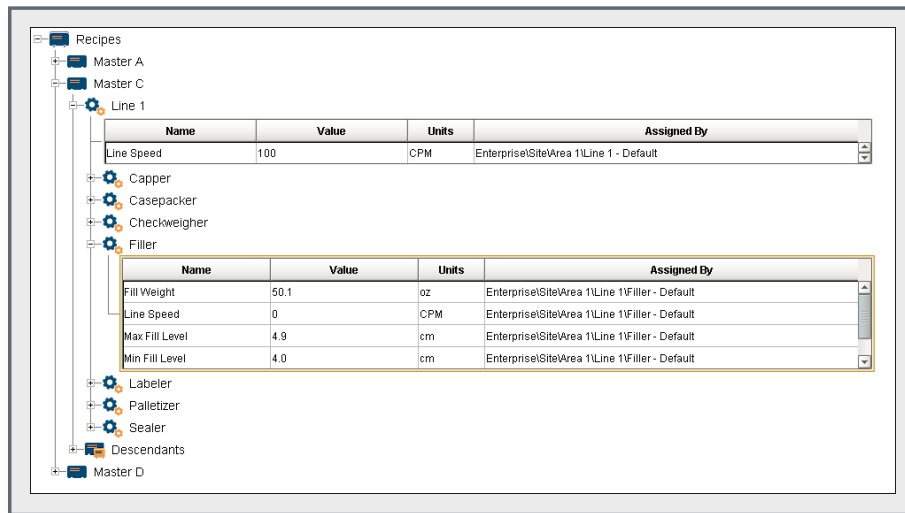 Recipes
Master A
Master C
Line 1
Name Value Units Assigned By
Line Speed 100 CPM Enterprise\Site\Area 1\Line 1 - Default
Capper
Casepacker
Checkweigher
Filler
Name Value Units Assigned By
Fill Weight 50.1 oz Enterprise\Site\Area 1\Line 1\Filler - Default
Line Speed 0 CPM Enterprise\Site\Area 1\Line 1\Filler - Default
Max Fill Level 4.9 cm Enterprise\Site\Area 1\Line 1\Filler - Default
Min Fill Level 4.0 cm Enterprise\Site\Area 1\Line 1\Filler - Default
Labeler
Palletizer
Sealer
Descendants
Master D